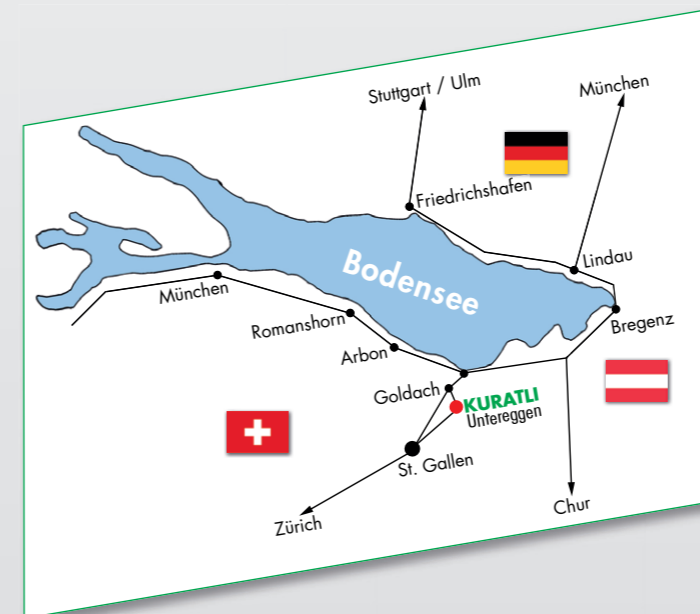 Stuttgart / Ulm
München
Friedrichshafen
Lindau
Bodensee
München
Romanshorn
Bregenz
Arbon
Goldach
KURATLI
Untereggen
St. Gallen
Zürich
Chur